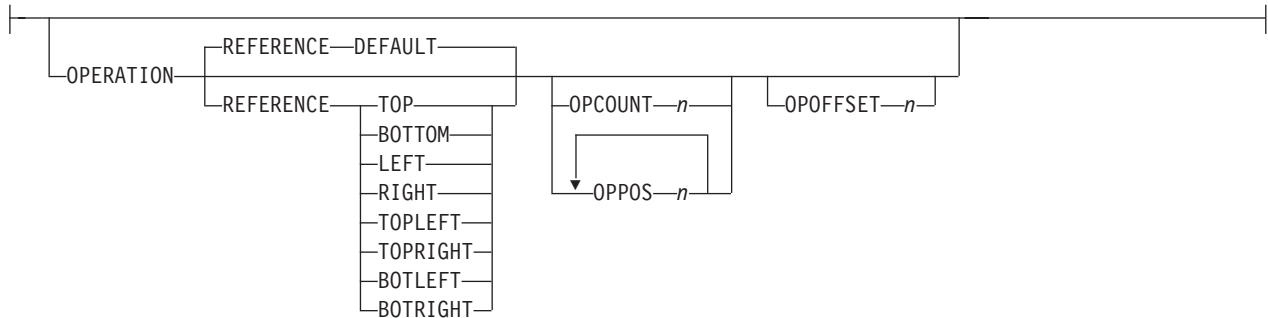 REFERENCE DEFAULT
OPERATION
REFERENCE TOP OPCOUNT n OPOFFSET n
BOTTOM
LEFT
RIGHT OPPOS n
TOPLEFT
TOPRIGHT
BOTLEFT
BOTRIGHT